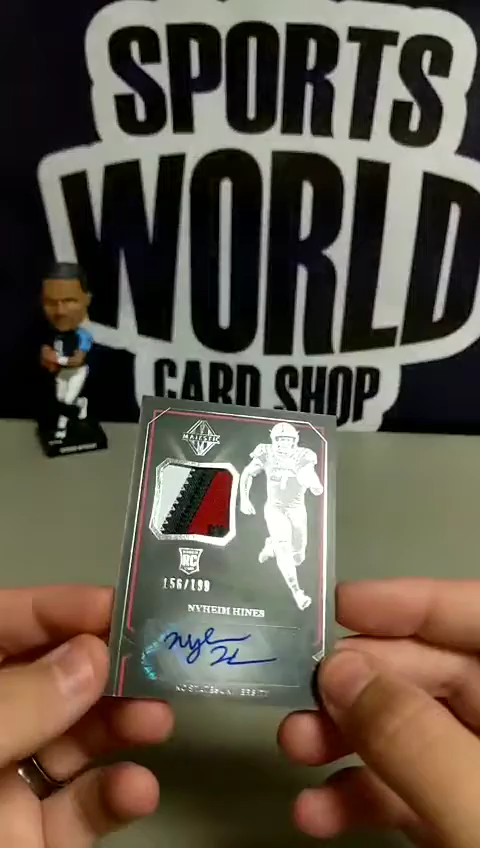 SPORTS
WORLD
CARD SHOP
MAJESTIC
RC
156/199
NYHEIM HINES